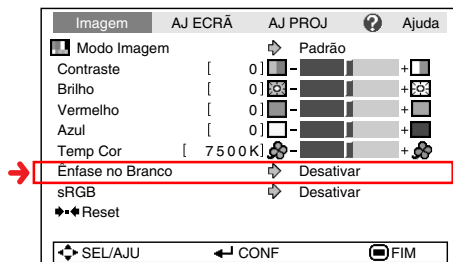 Imagem AJ ECRÃ AJ PROJ ? Ajuda
Modo Imagem Padrão
Contraste [ 0] - +
Brilho [ 0] - +
Vermelho [ 0] - +
Azul [ 0] - +
Temp Cor [ 7500K] - +
Ênfase no Branco Desativar
sRGB Desativar
Reset
SEL/AJU CONF FIM